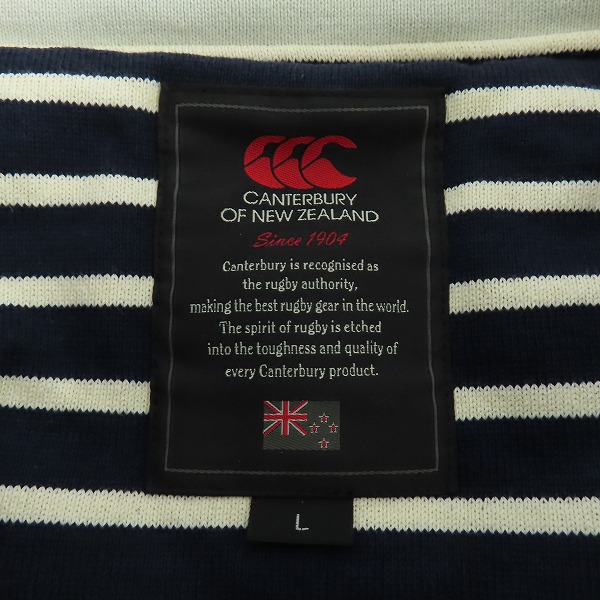 CANTERBURY
OF NEW ZEALAND
Since 1904
Canterbury is recognised as
the rugby authority,
making the best rugby gear in the world.
The spirit of rugby is etched
into the toughness and quality of
every Canterbury product.
L